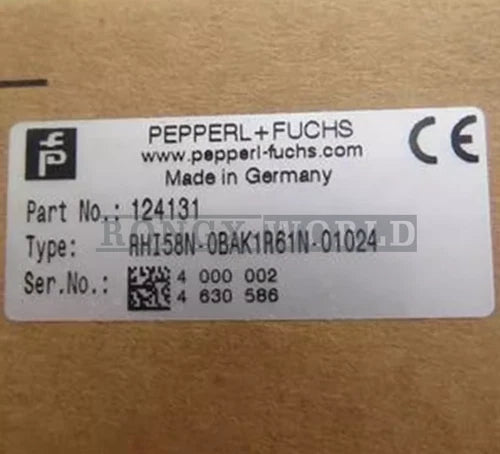 PEPPERL+FUCHS
www.pepperl-fuchs.com
Made in Germany
CE
Part No.: 124131
RONGX WORLD
Type: RHI58N-0BAK1R61N-01024
Ser.No.: 4 000 002
4 630 586